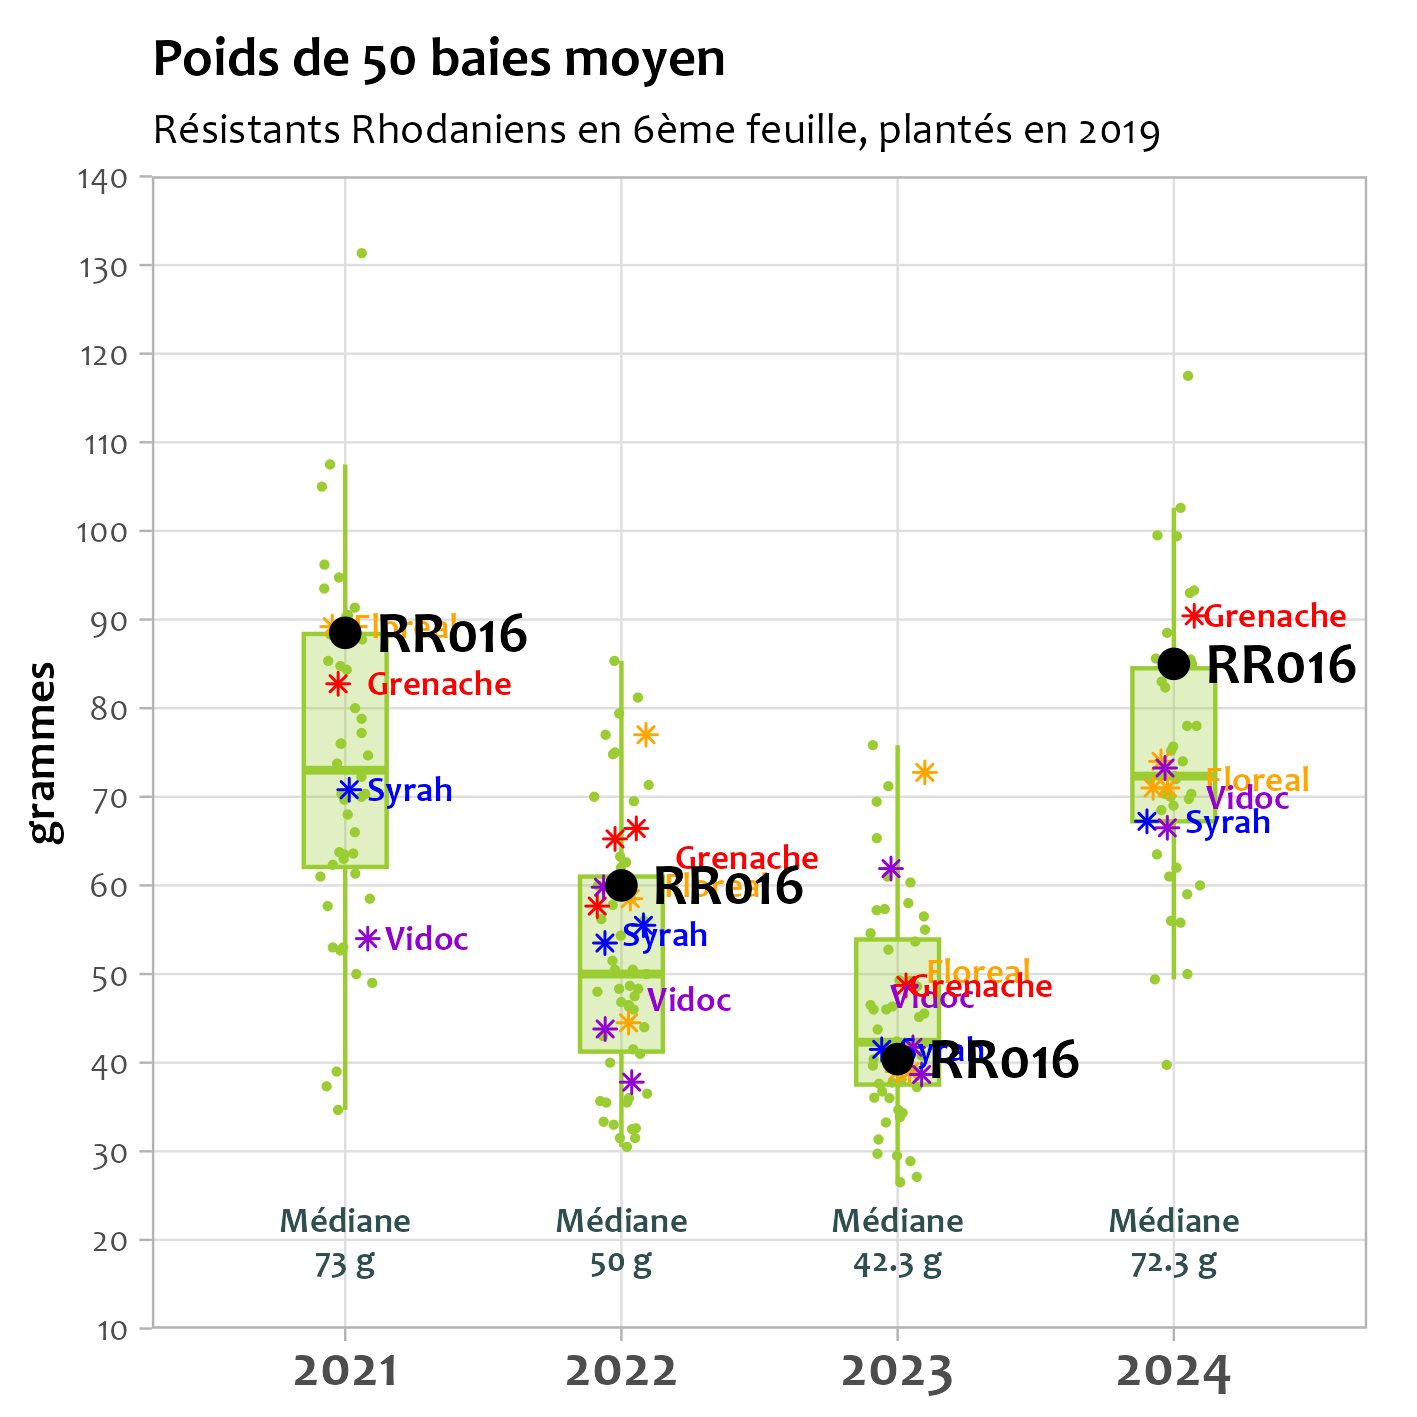 Poids de 50 baies moyen
Résistants Rhodaniens en 6ème feuille, plantés en 2019
grammes
140
130
120
110
100
90
80
70
60
50
40
30
20
10
Floreal
RR016
Grenache
Syrah
Vidoc
Grenache
Floreal
RR016
Syrah
Vidoc
Floreal
Grenache
Vidoc
Syrah
RR016
Grenache
RR016
Floreal
Vidoc
Syrah
Médiane
73 g
Médiane
50 g
Médiane
42.3 g
Médiane
72.3 g
2021
2022
2023
2024